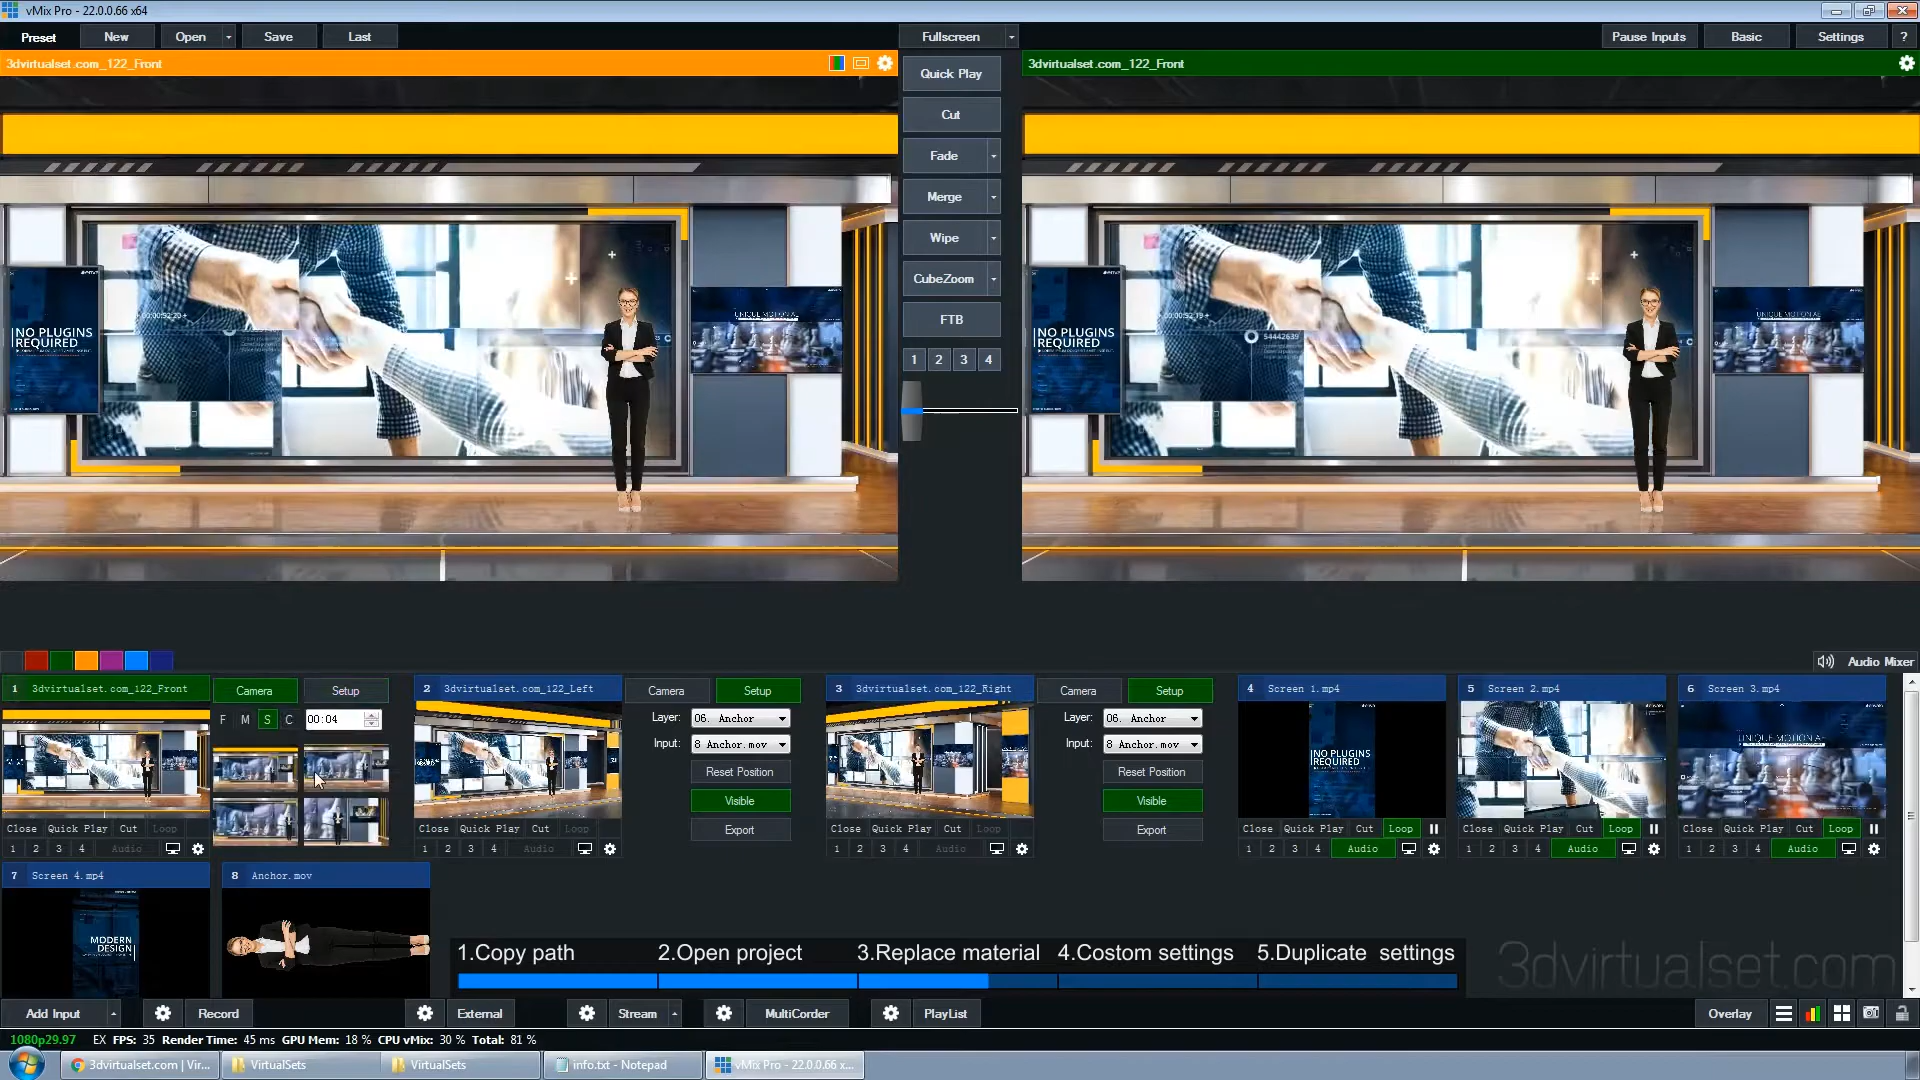 vMix Pro - 22.0.0.66 x64
Preset
New
Open
Save
Last
Fullscreen
Pause Inputs
Basic
Settings
?
3dvirtualset.com_122_Front
3dvirtualset.com_122_Front
Quick Play
Cut
Fade
Merge
Wipe
CubeZoom
FTB
1 2 3 4
NO PLUGINS
REQUIRED
UNIQUE MOTION AE
NO PLUGINS
REQUIRED
54442639
UNIQUE MOTION AE
Audio Mixer
1 3dvirtualset.com_122_Front
Camera
Setup
F M S C 00:04
Close Quick Play Cut Loop
1 2 3 4 Audio
2 3dvirtualset.com_122_Left
Camera
Setup
Layer: 06. Anchor
Input: 8 Anchor.mov
Reset Position
Visible
Export
Close Quick Play Cut Loop
1 2 3 4 Audio
3 3dvirtualset.com_122_Right
Camera
Setup
Layer: 06. Anchor
Input: 8 Anchor.mov
Reset Position
Visible
Export
Close Quick Play Cut Loop
1 2 3 4 Audio
4 Screen 1.mp4
NO PLUGINS
REQUIRED
Close Quick Play Cut Loop
1 2 3 4 Audio
5 Screen 2.mp4
Close Quick Play Cut Loop
1 2 3 4 Audio
6 Screen 3.mp4
UNIQUE MOTION AE
Close Quick Play Cut Loop
1 2 3 4 Audio
7 Screen 4.mp4
MODERN
DESIGN
8 Anchor.mov
1.Copy path
2.Open project
3.Replace material
4.Costom settings
5.Duplicate settings
3dvirtualset.com
Add Input
Record
External
Stream
MultiCorder
PlayList
Overlay
1080p29.97 EX FPS: 35 Render Time: 45 ms GPU Mem: 18 % CPU vMix: 30 % Total: 81 %
3dvirtualset.com | Vir...
VirtualSets
VirtualSets
info.txt - Notepad
vMix Pro - 22.0.0.66 x...